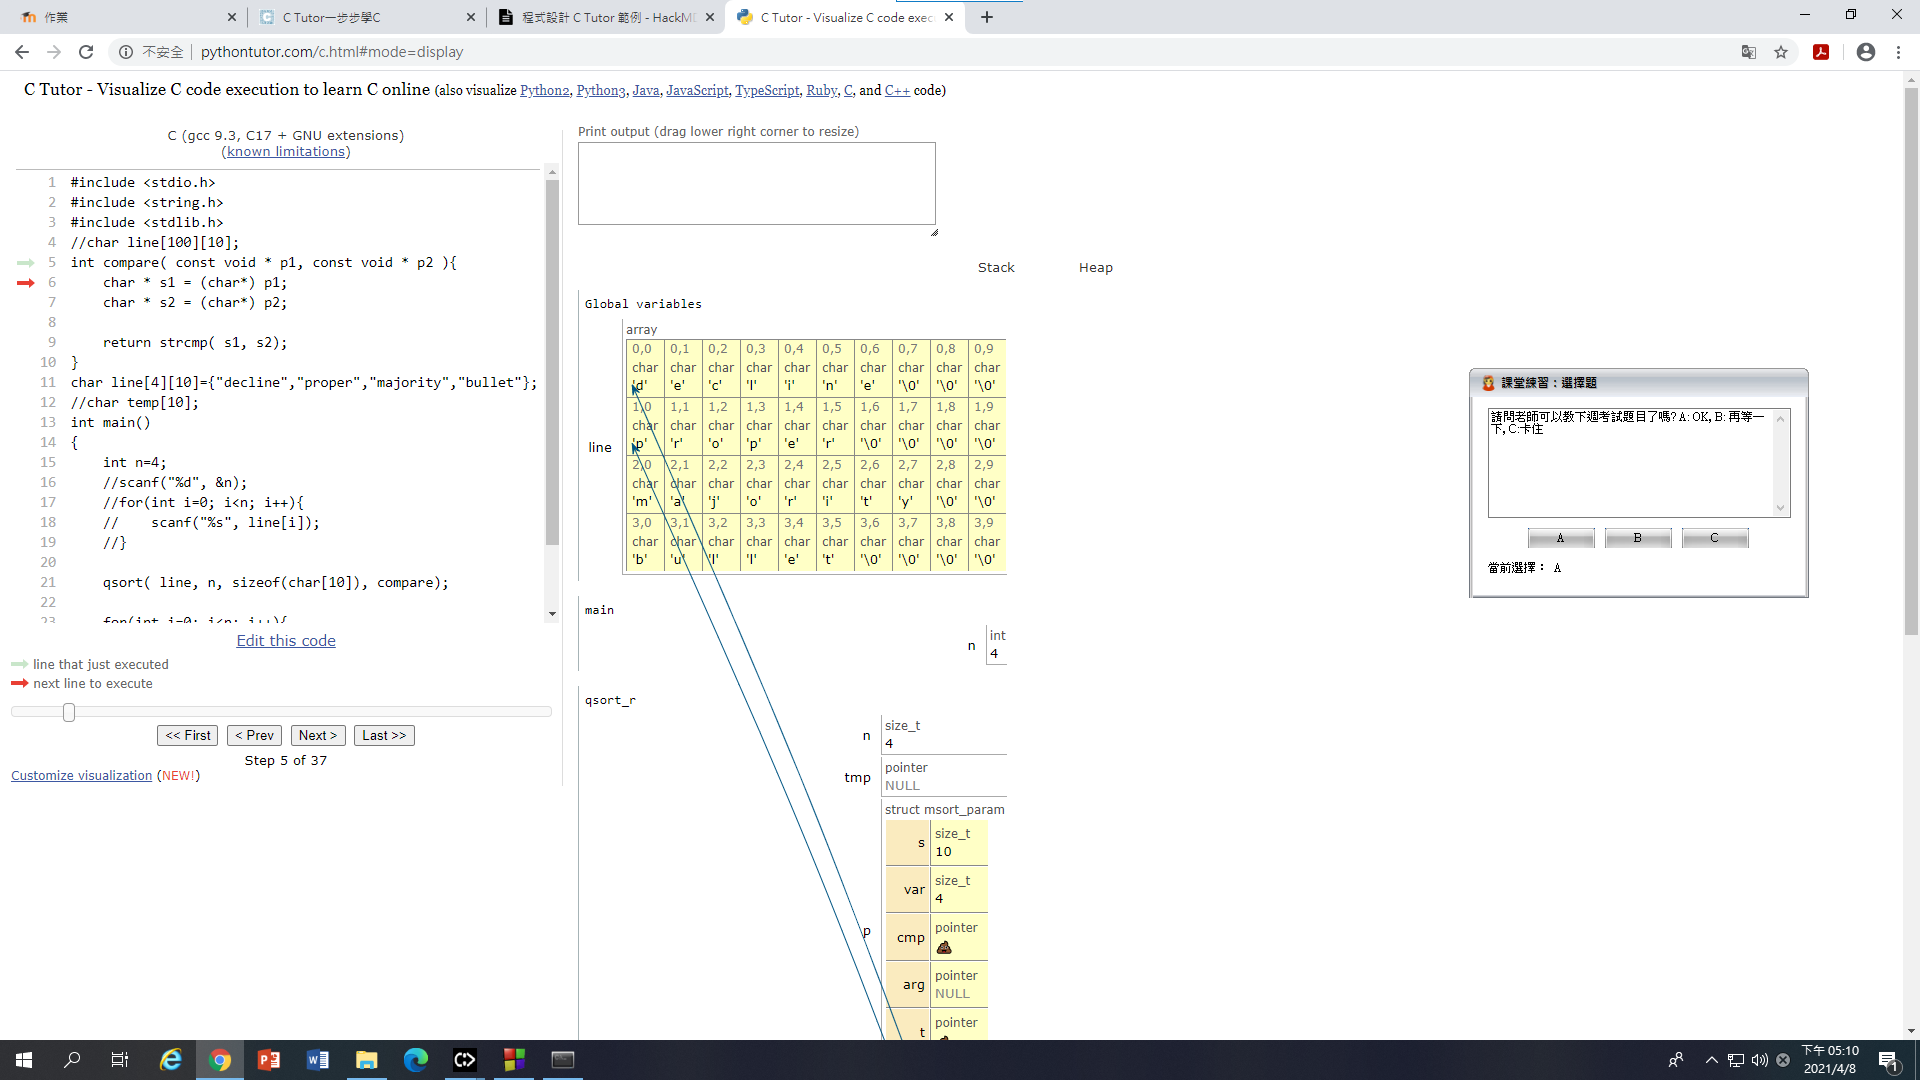 作業
C Tutor一步步學C
程式設計 C Tutor 範例 - HackMD
C Tutor - Visualize C code exec
不安全
pythontutor.com/c.html#mode=display
C Tutor - Visualize C code execution to learn C online (also visualize Python2, Python3, Java, JavaScript, TypeScript, Ruby, C, and C++ code)
C (gcc 9.3, C17 + GNU extensions)
(known limitations)
1 #include <stdio.h>
2 #include <string.h>
3 #include <stdlib.h>
4 //char line[100][10];
5 int compare( const void * p1, const void * p2 ){
6 char * s1 = (char*) p1;
7 char * s2 = (char*) p2;
8
9 return strcmp( s1, s2);
10 }
11 char line[4][10]={"decline","proper","majority","bullet"};
12 //char temp[10];
13 int main()
14 {
15 int n=4;
16 //scanf("%d", &n);
17 //for(int i=0; i<n; i++){
18 // scanf("%s", line[i]);
19 //}
20
21 qsort( line, n, sizeof(char[10]), compare);
22
23 for(int i=0; i<n; i++){
Edit this code
line that just executed
next line to execute
<< First < Prev Next > Last >>
Step 5 of 37
Customize visualization (NEW!)
Print output (drag lower right corner to resize)
Stack Heap
Global variables
array
0,0 0,1 0,2 0,3 0,4 0,5 0,6 0,7 0,8 0,9
char char char char char char char char char char
'd' 'e' 'c' 'l' 'i' 'n' 'e' '\0' '\0' '\0'
1,0 1,1 1,2 1,3 1,4 1,5 1,6 1,7 1,8 1,9
char char char char char char char char char char
'p' 'r' 'o' 'p' 'e' 'r' '\0' '\0' '\0' '\0'
line
2,0 2,1 2,2 2,3 2,4 2,5 2,6 2,7 2,8 2,9
char char char char char char char char char char
'm' 'a' 'j' 'o' 'r' 'i' 't' 'y' '\0' '\0'
3,0 3,1 3,2 3,3 3,4 3,5 3,6 3,7 3,8 3,9
char char char char char char char char char char
'b' 'u' 'l' 'l' 'e' 't' '\0' '\0' '\0' '\0'
main
n int
4
qsort_r
n size_t
4
tmp pointer
NULL
struct msort_param
s size_t
10
var size_t
4
p
cmp pointer
arg pointer
NULL
t pointer
課堂練習：選擇題
請問老師可以教下週考試題目了嗎? A: OK, B: 再等一
下, C:卡住
A B C
當前選擇： A
下午 05:10
2021/4/8
1